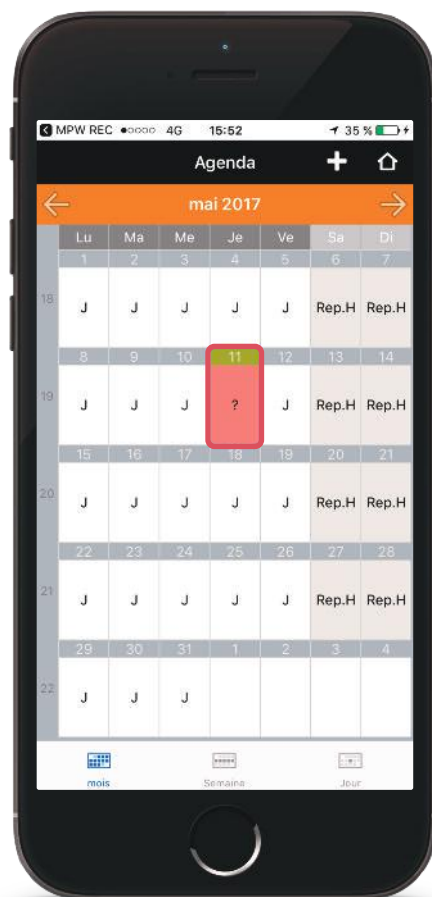 MPW REC 4G 15:52 35 %
Agenda
mai 2017
Lu Ma Me Je Ve Sa Di
1 2 3 4 5 6 7
18 J J J J J Rep.H Rep.H
8 9 10 11 12 13 14
19 J J J ? J Rep.H Rep.H
15 16 17 18 19 20 21
20 J J J J J Rep.H Rep.H
22 23 24 25 26 27 28
21 J J J J J Rep.H Rep.H
29 30 31 1 2 3 4
22 J J J
mois Semaine Jour